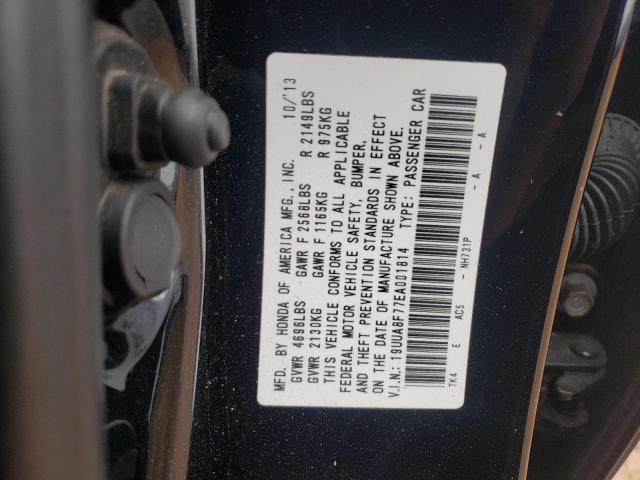 MFD. BY HONDA OF AMERICA MFG., INC. 10/'13
GVWR 4696LBS GAWR F 2568LBS R 2149LBS
GVWR 2130KG GAWR F 1165KG R 975KG
THIS VEHICLE CONFORMS TO ALL APPLICABLE
FEDERAL MOTOR VEHICLE SAFETY, BUMPER,
AND THEFT PREVENTION STANDARDS IN EFFECT
ON THE DATE OF MANUFACTURE SHOWN ABOVE.
V.I.N.: 19UUA8F77EA001814 TYPE: PASSENGER CAR
- TK4 E AC5 - NH731P - A - A